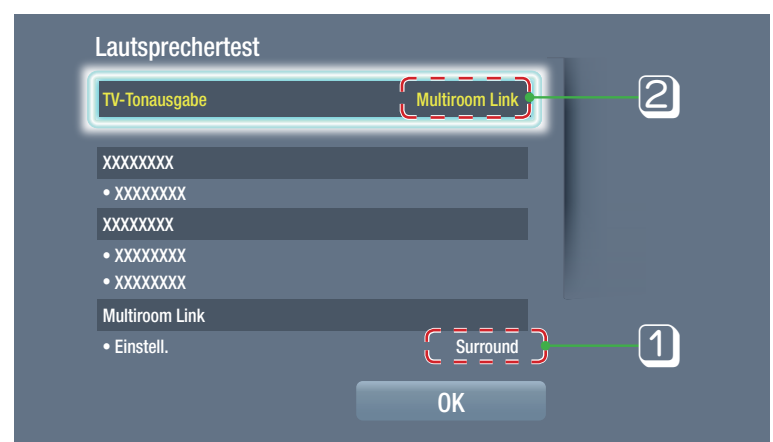 Lautsprechertest
TV-Tonausgabe Multiroom Link
2
XXXXXXXX
• XXXXXXXX
XXXXXXXX
• XXXXXXXX
• XXXXXXXX
Multiroom Link
• Einstell. Surround
1
OK